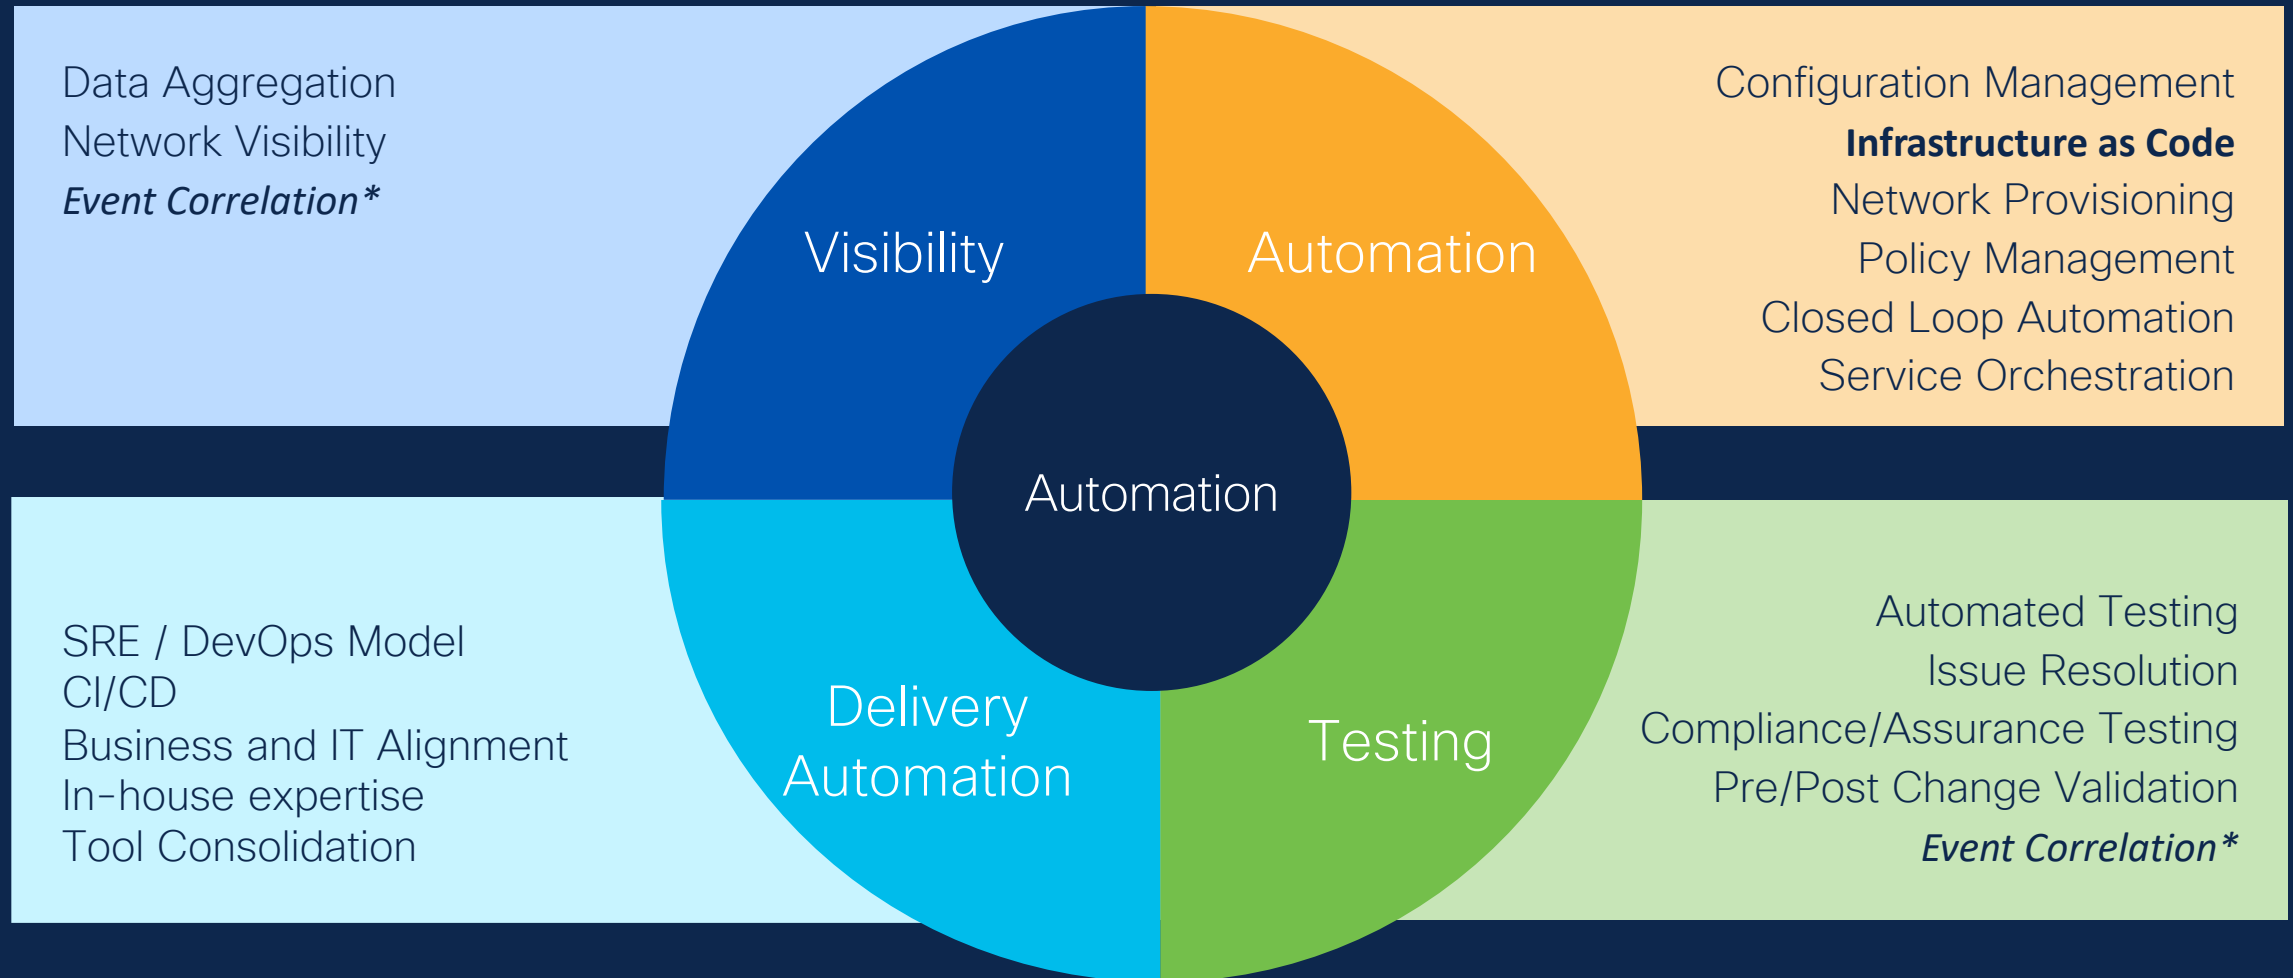 Data Aggregation
Network Visibility
Event Correlation*
Visibility
Automation
Configuration Management
Infrastructure as Code
Network Provisioning
Policy Management
Closed Loop Automation
Service Orchestration
Automation
SRE / DevOps Model
CI/CD
Business and IT Alignment
In-house expertise
Tool Consolidation
Delivery
Automation
Testing
Automated Testing
Issue Resolution
Compliance/Assurance Testing
Pre/Post Change Validation
Event Correlation*